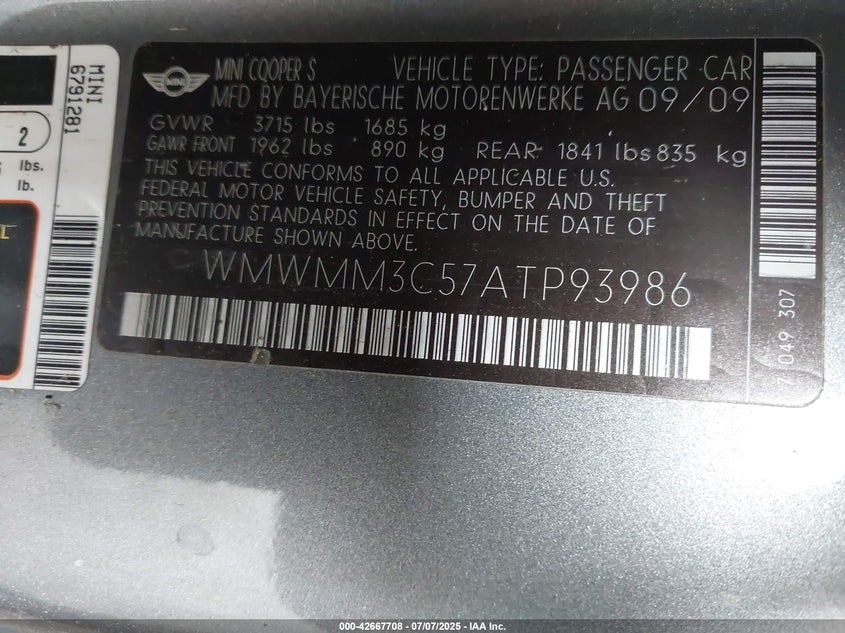 MINI
6791281
2
lbs.
lb.
MINI
MINI COOPER S VEHICLE TYPE: PASSENGER CAR
MFD BY BAYERISCHE MOTORENWERKE AG 09/09
GVWR 3715 lbs 1685 kg
GAWR FRONT 1962 lbs 890 kg REAR 1841 lbs 835 kg
THIS VEHICLE CONFORMS TO ALL APPLICABLE U.S.
FEDERAL MOTOR VEHICLE SAFETY, BUMPER AND THEFT
PREVENTION STANDARDS IN EFFECT ON THE DATE OF
MANUFACTURE SHOWN ABOVE.
WMWMM3C57ATP93986
7 049 307
000-42667708 - 07/07/2025 - IAA Inc.